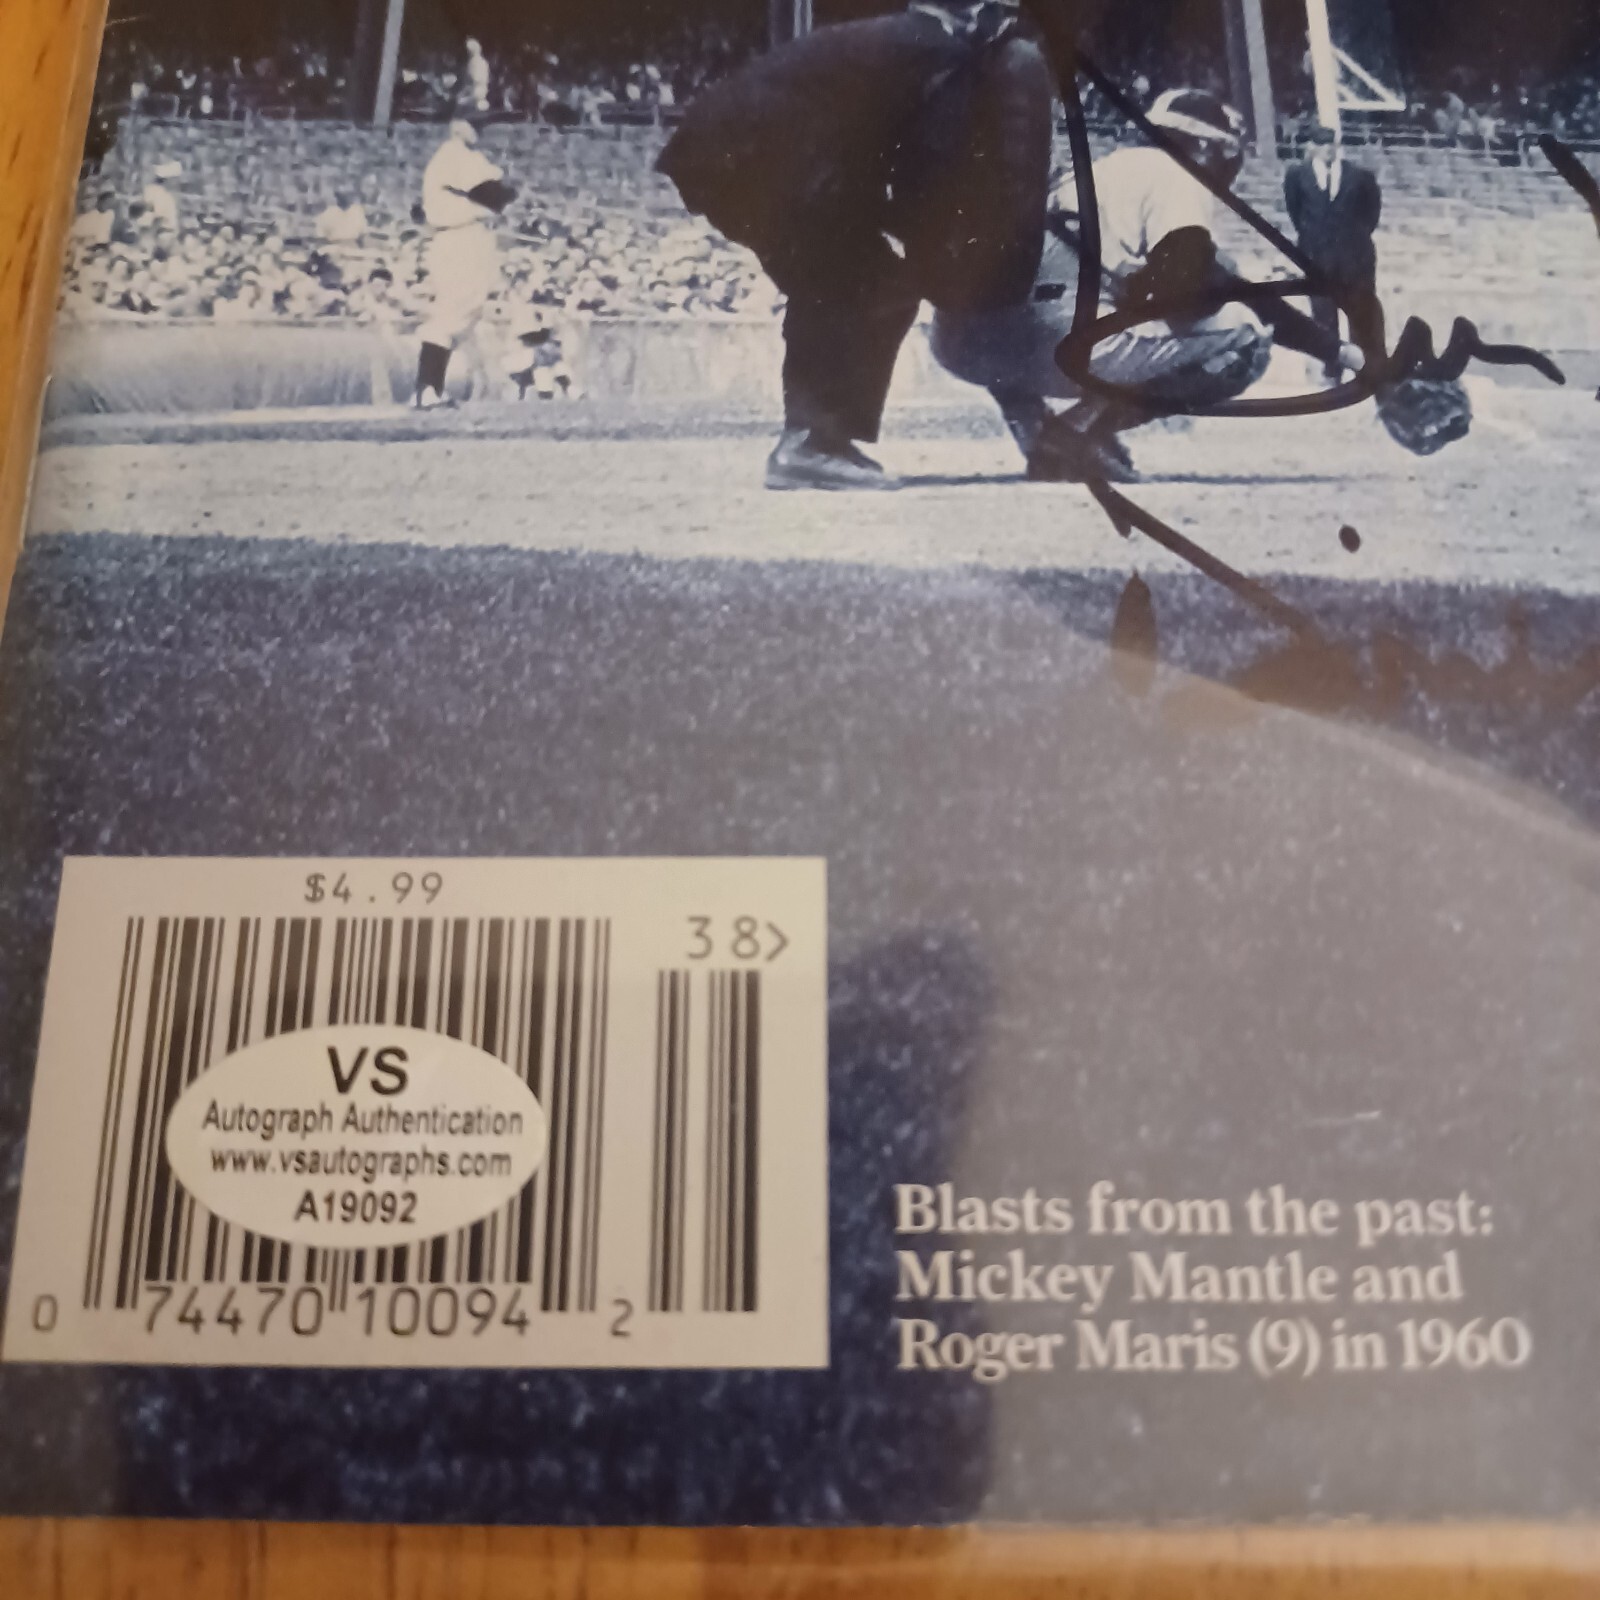 $4.99
38>
VS
Autograph Authentication
www.vsautographs.com
A19092
0 74470 10094 2
Blasts from the past:
Mickey Mantle and
Roger Maris (9) in 1960